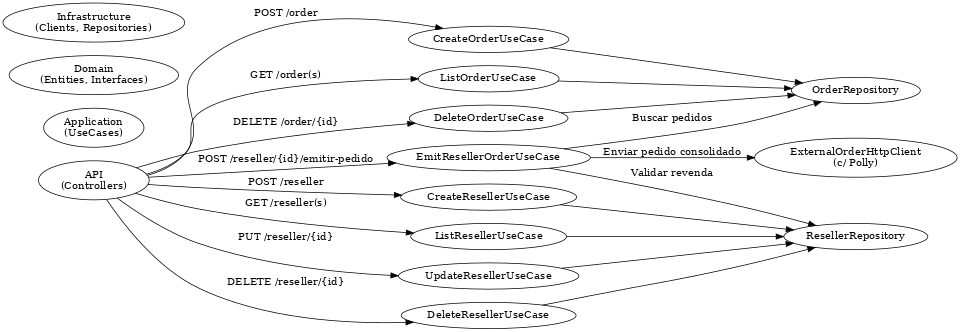 Infrastructure
(Clients, Repositories)
Domain
(Entities, Interfaces)
Application
(UseCases)
API
(Controllers)
POST /order
GET /order(s)
DELETE /order/{id}
POST /reseller/{id}/emitir-pedido
POST /reseller
GET /reseller(s)
PUT /reseller/{id}
DELETE /reseller/{id}
CreateOrderUseCase
ListOrderUseCase
DeleteOrderUseCase
EmitResellerOrderUseCase
CreateResellerUseCase
ListResellerUseCase
UpdateResellerUseCase
DeleteResellerUseCase
Buscar pedidos
Enviar pedido consolidado
Validar revenda
OrderRepository
ExternalOrderHttpClient
(c/ Polly)
ResellerRepository